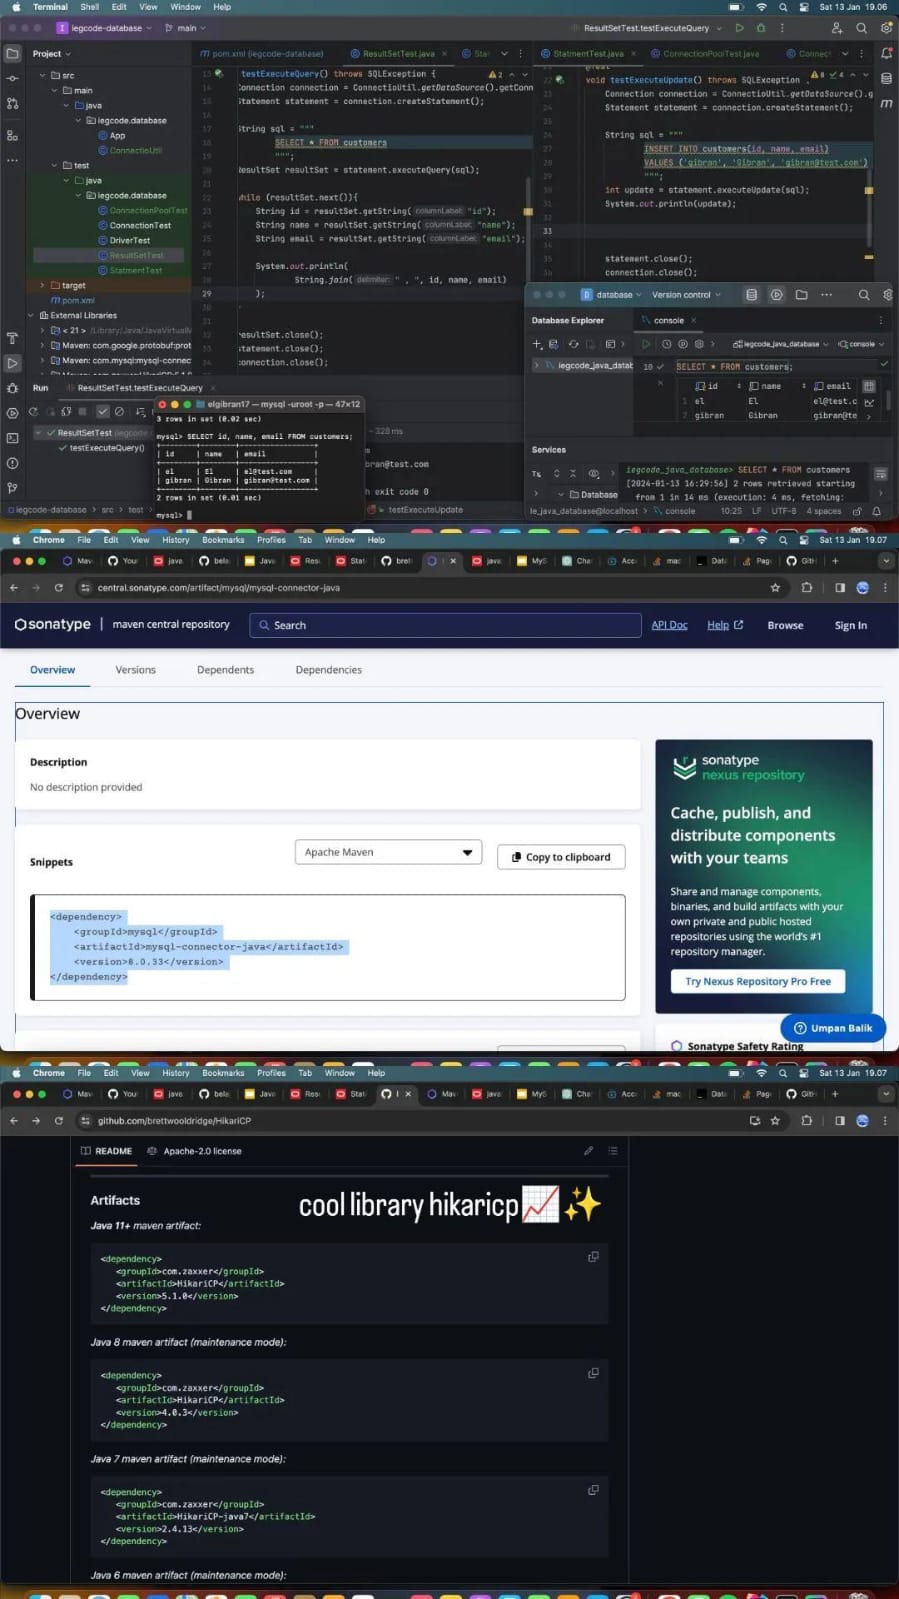 Terminal Shell Edit View Window Help Sat 13 Jan 19.06
legcode-database main ResultSetTest.testExecuteQuery
Project
src
main
java
legcode.database
App
ConnectioUtil
test
java
legcode.database
ConnectionPoolTest
ConnectionTest
DriverTest
ResultSetTest
StatmentTest
target
pom.xml
External Libraries
< 21 > /Library/Java/JavaVirtualM
Maven: com.google.protobuf:proto
Maven: com.mysql:mysql-connec
pom.xml (legcode-database) ResultSetTest.java
testExecuteQuery() throws SQLException {
Connection connection = ConnectioUtil.getDataSource().getConn
Statement statement = connection.createStatement();
String sql = """
SELECT * FROM customers
""";
ResultSet resultSet = statement.executeQuery(sql);
while (resultSet.next()){
String id = resultSet.getString( columnLabel: "id");
String name = resultSet.getString( columnLabel: "name");
String email = resultSet.getString( columnLabel: "email");
System.out.println(
String.join( delimiter: " , ", id, name, email)
);
resultSet.close();
statement.close();
connection.close();
StatmentTest.java ConnectionPoolTest.java
void testExecuteUpdate() throws SQLException
Connection connection = ConnectioUtil.getDataSource().g
Statement statement = connection.createStatement();
String sql = """
INSERT INTO customers(id, name, email)
VALUES ('gibran', 'Gibran', 'gibran@test.com')
""";
int update = statement.executeUpdate(sql);
System.out.println(update);
statement.close();
connection.close();
Run ResultSetTest.testExecuteQuery
ResultSetTest
testExecuteQuery()
328 ms
bran@test.com
h exit code 0
elgibran17 — mysql -uroot -p — 47×12
3 rows in set (0.02 sec)
mysql> SELECT id, name, email FROM customers;
| id | name | email |
| el | El | el@test.com |
| gibran | Gibran | gibran@test.com |
2 rows in set (0.01 sec)
mysql>
legcode-database > src > test testExecuteUpdate
database Version control
Database Explorer
console
legcode_java_databas
legcode_java_database console
10 SELECT * FROM customers;
id name email
1 el El el@test.c
2 gibran Gibran gibran@te
Services
Tx
Database
legcode_java_database> SELECT * FROM customers
[2024-01-13 16:29:56] 2 rows retrieved starting
from 1 in 14 ms (execution: 4 ms, fetching:
le_java_database@localhost > console 10:25 LF UTF-8 4 spaces
Chrome File Edit View History Bookmarks Profiles Tab Window Help Sat 13 Jan 19.07
central.sonatype.com/artifact/mysql/mysql-connector-java
sonatype | maven central repository Search API Doc Help Browse Sign In
Overview Versions Dependents Dependencies
Overview
Description
No description provided
Snippets
Apache Maven
Copy to clipboard
<dependency>
<groupId>mysql</groupId>
<artifactId>mysql-connector-java</artifactId>
<version>8.0.33</version>
</dependency>
sonatype
nexus repository
Cache, publish, and
distribute components
with your teams
Share and manage components,
binaries, and build artifacts with your
own private and public hosted
repositories using the world's #1
repository manager.
Try Nexus Repository Pro Free
Umpan Balik
Sonatype Safety Rating
Chrome File Edit View History Bookmarks Profiles Tab Window Help Sat 13 Jan 19.07
github.com/brettwooldridge/HikariCP
README Apache-2.0 license
Artifacts
cool library hikaricp📈✨
Java 11+ maven artifact:
<dependency>
<groupId>com.zaxxer</groupId>
<artifactId>HikariCP</artifactId>
<version>5.1.0</version>
</dependency>
Java 8 maven artifact (maintenance mode):
<dependency>
<groupId>com.zaxxer</groupId>
<artifactId>HikariCP</artifactId>
<version>4.0.3</version>
</dependency>
Java 7 maven artifact (maintenance mode):
<dependency>
<groupId>com.zaxxer</groupId>
<artifactId>HikariCP-java7</artifactId>
<version>2.4.13</version>
</dependency>
Java 6 maven artifact (maintenance mode):